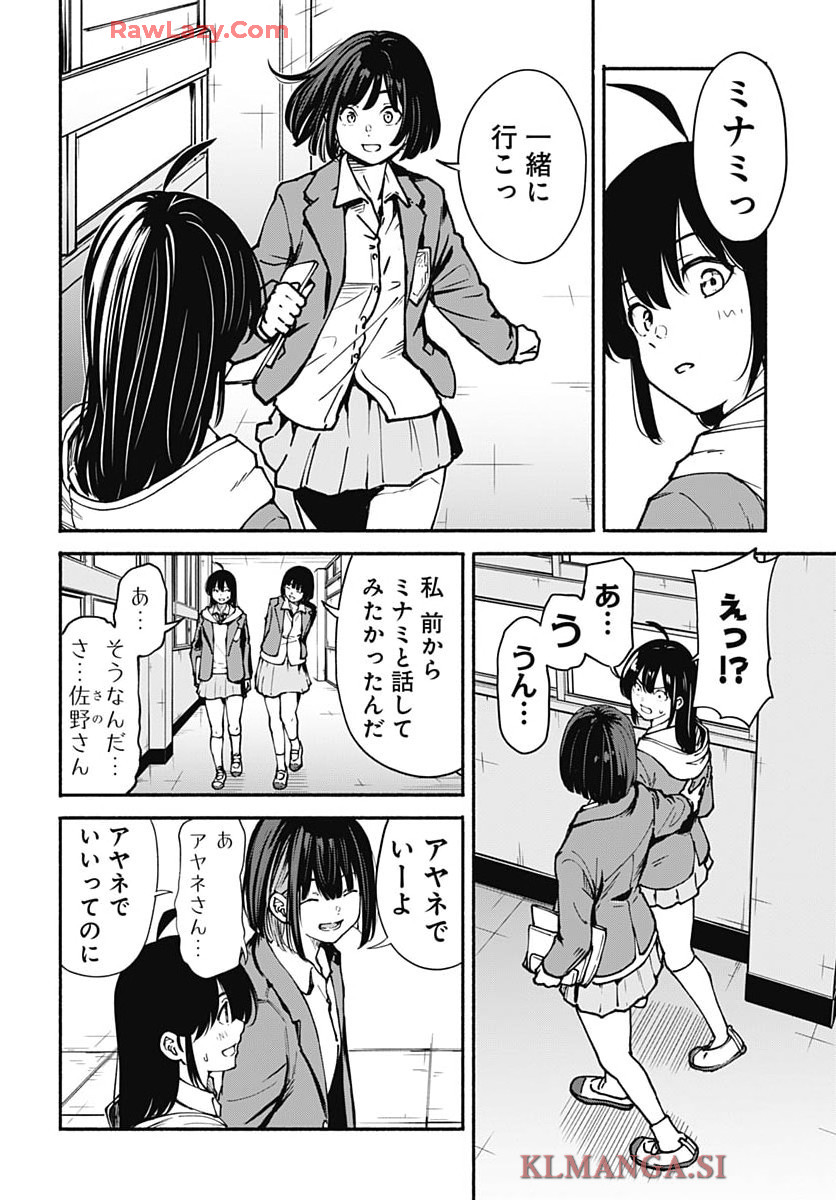 RawLazy.Com
ミナミっ
一緒に
行こっ
えっ!?
あ…
う
うん…
私 前から
ミナミと話して
みたかったんだ
あ…
そうなんだ…
さ…佐野さん
さの
アヤネで
いーよ
あ
アヤネさん…
アヤネで
いいってのに
KLMANGA.SI